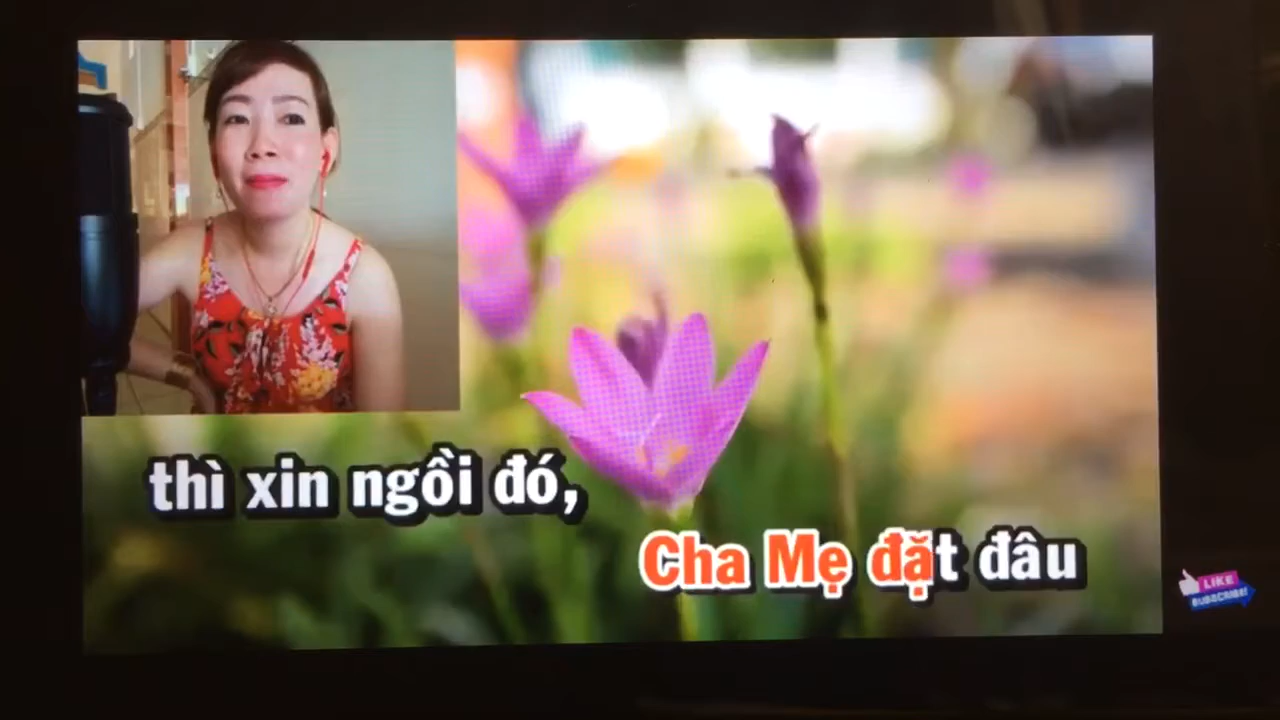 thì xin ngồi đó,
Cha Mẹ đặt đâu
LIKE
SUBSCRIBE!